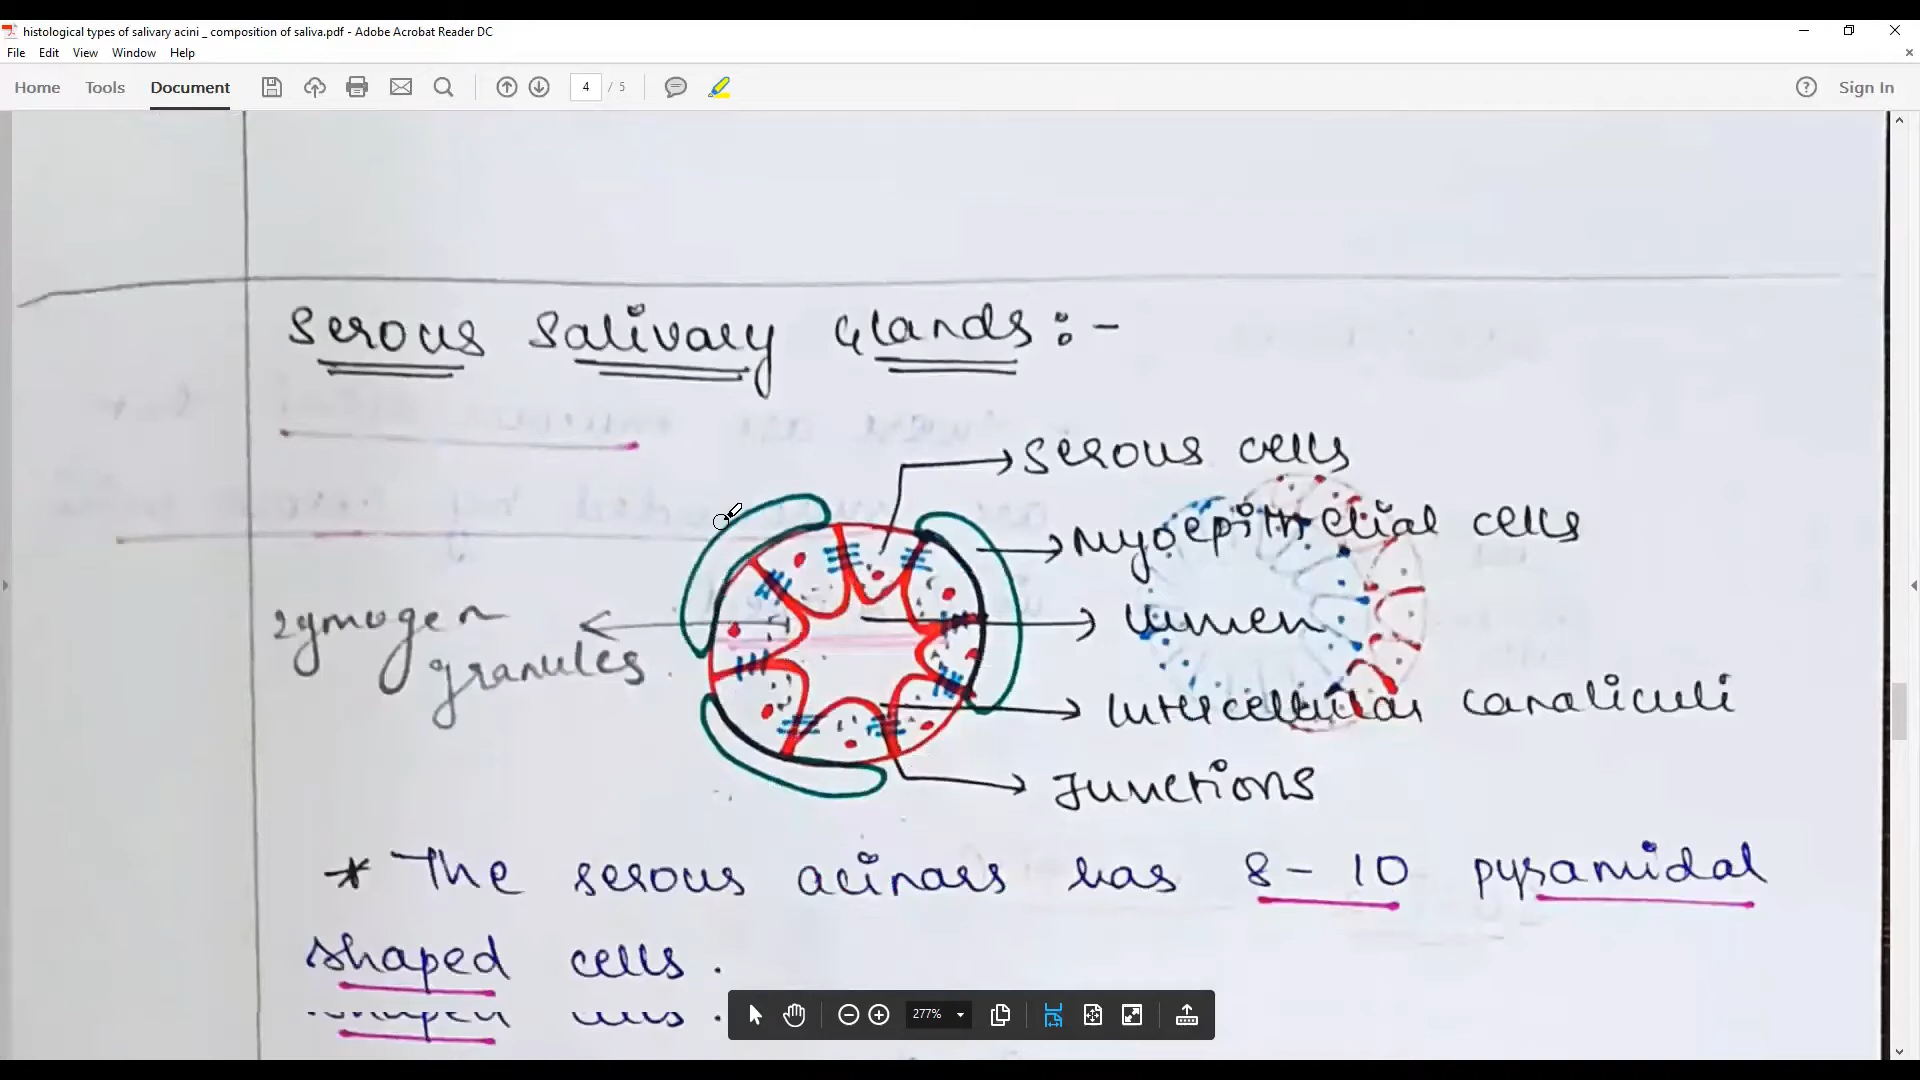 histological types of salivary acini _ composition of saliva.pdf - Adobe Acrobat Reader DC
File Edit View Window Help
Home Tools Document 4 / 5 Sign In
Serous Salivary Glands :-
Serous cells
Myoepithelial cells
zymogen
granules
lumen
Intercellular canaliculi
Junctions
* The serous acinars has 8-10 pyramidal
shaped cells .
277%